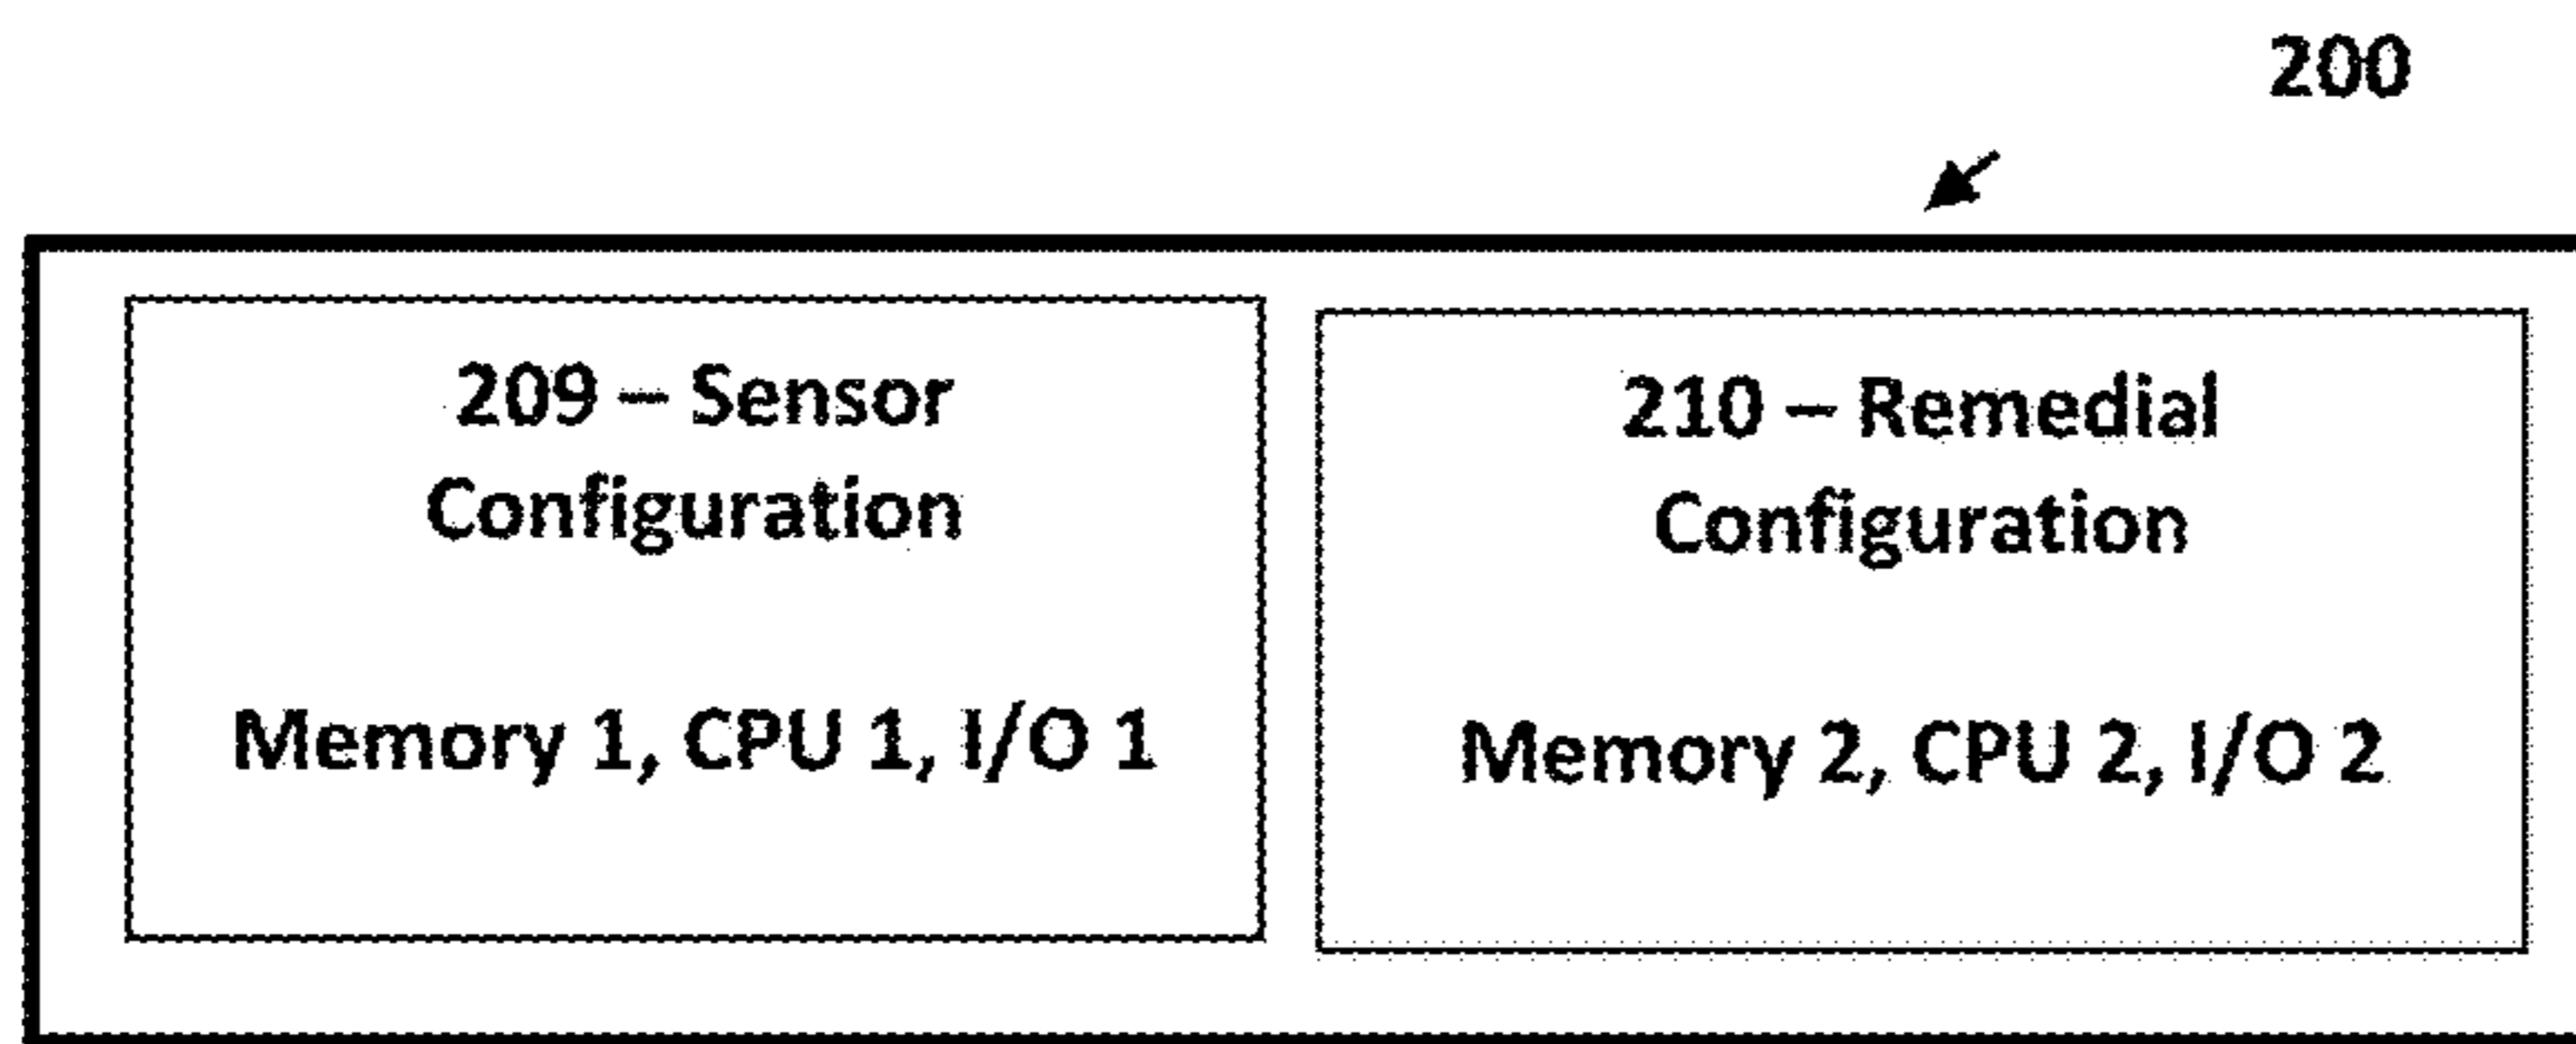 200
209 – Sensor
Configuration
Memory 1, CPU 1, I/O 1
210 – Remedial
Configuration
Memory 2, CPU 2, I/O 2